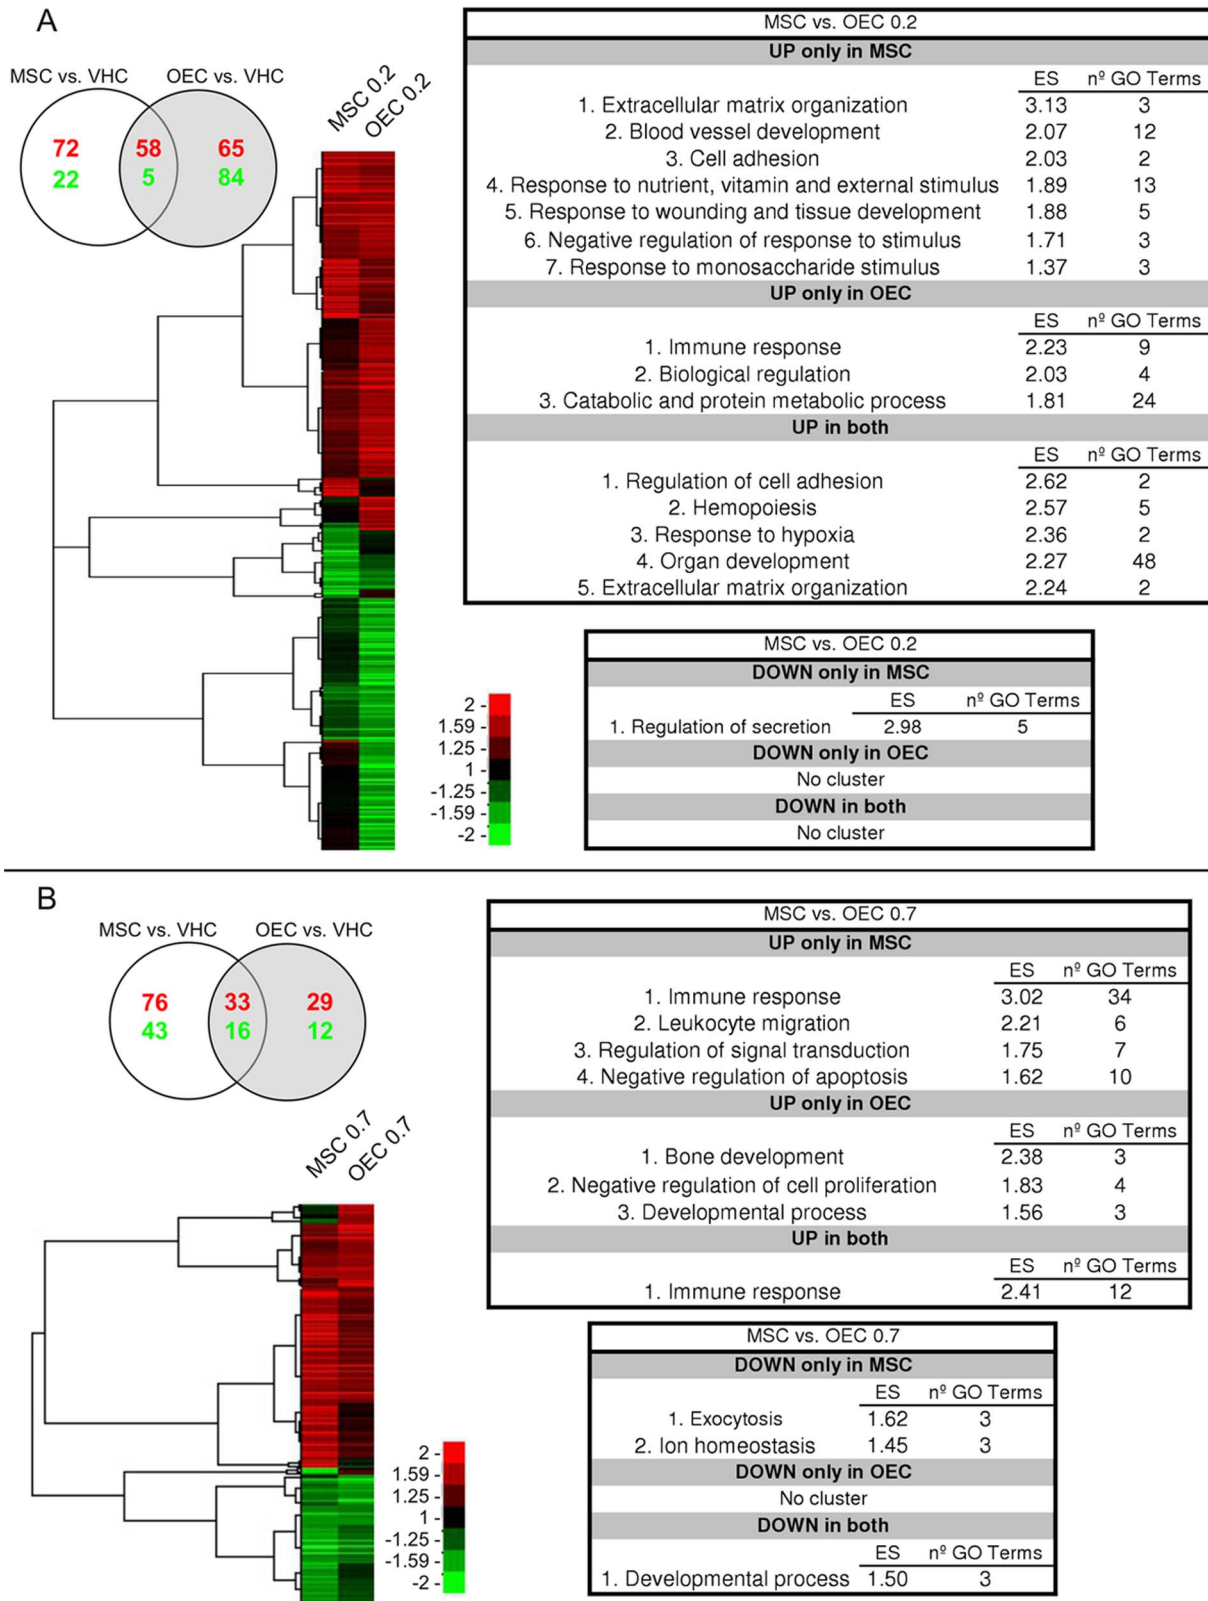 A
MSC vs. VHC
OEC vs. VHC
72
58
65
22
5
84
MSC 0.2
OEC 0.2
2 -
1.59 -
1.25 -
1 -
-1.25 -
-1.59 -
-2 -
MSC vs. OEC 0.2
UP only in MSC
ES nº GO Terms
1. Extracellular matrix organization 3.13 3
2. Blood vessel development 2.07 12
3. Cell adhesion 2.03 2
4. Response to nutrient, vitamin and external stimulus 1.89 13
5. Response to wounding and tissue development 1.88 5
6. Negative regulation of response to stimulus 1.71 3
7. Response to monosaccharide stimulus 1.37 3
UP only in OEC
ES nº GO Terms
1. Immune response 2.23 9
2. Biological regulation 2.03 4
3. Catabolic and protein metabolic process 1.81 24
UP in both
ES nº GO Terms
1. Regulation of cell adhesion 2.62 2
2. Hemopoiesis 2.57 5
3. Response to hypoxia 2.36 2
4. Organ development 2.27 48
5. Extracellular matrix organization 2.24 2
MSC vs. OEC 0.2
DOWN only in MSC
ES nº GO Terms
1. Regulation of secretion 2.98 5
DOWN only in OEC
No cluster
DOWN in both
No cluster
B
MSC vs. VHC
OEC vs. VHC
76
33
29
43
16
12
MSC 0.7
OEC 0.7
2 -
1.59 -
1.25 -
1 -
-1.25 -
-1.59 -
-2 -
MSC vs. OEC 0.7
UP only in MSC
ES nº GO Terms
1. Immune response 3.02 34
2. Leukocyte migration 2.21 6
3. Regulation of signal transduction 1.75 7
4. Negative regulation of apoptosis 1.62 10
UP only in OEC
ES nº GO Terms
1. Bone development 2.38 3
2. Negative regulation of cell proliferation 1.83 4
3. Developmental process 1.56 3
UP in both
ES nº GO Terms
1. Immune response 2.41 12
MSC vs. OEC 0.7
DOWN only in MSC
ES nº GO Terms
1. Exocytosis 1.62 3
2. Ion homeostasis 1.45 3
DOWN only in OEC
No cluster
DOWN in both
ES nº GO Terms
1. Developmental process 1.50 3